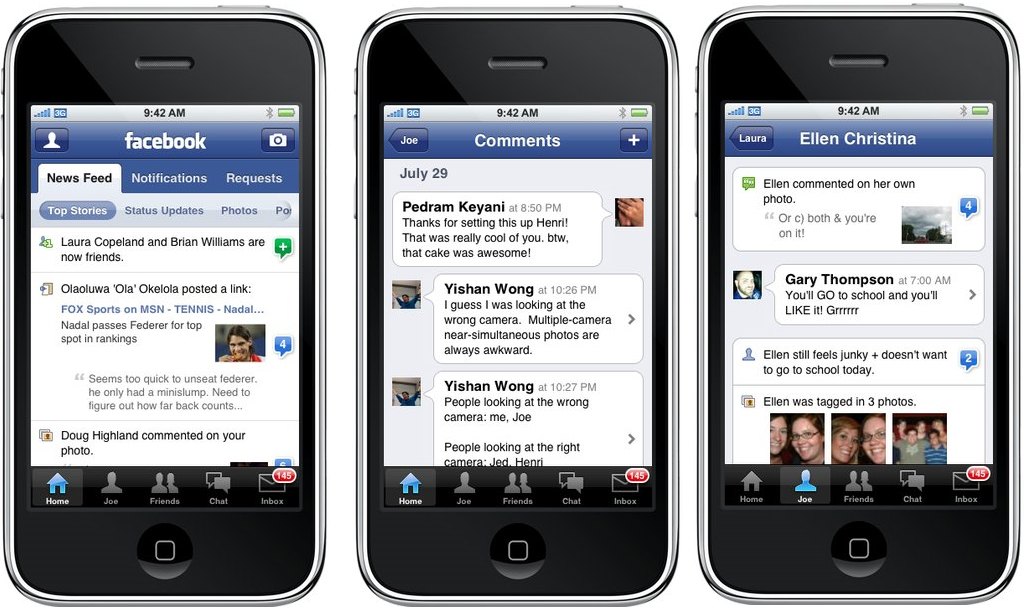 3G 9:42 AM
facebook
News Feed Notifications Requests
Top Stories Status Updates Photos
Laura Copeland and Brian Williams are
now friends.
Olaoluwa 'Ola' Okelola posted a link:
FOX Sports on MSN - TENNIS - Nadal...
Nadal passes Federer for top
spot in rankings
4
“ Seems too quick to unseat federer.
he only had a minislump. Need to
figure out how far back counts...
Doug Highland commented on your
photo.
145
Home Joe Friends Chat Inbox
3G 9:42 AM
Joe Comments +
July 29
Pedram Keyani at 8:50 PM
Thanks for setting this up Henri!
That was really cool of you. btw,
that cake was awesome!
Yishan Wong at 10:26 PM
I guess I was looking at the
wrong camera. Multiple-camera
near-simultaneous photos are
always awkward.
Yishan Wong at 10:27 PM
People looking at the wrong
camera: me, Joe
People looking at the right
camera: Jed, Henri
145
Home Joe Friends Chat Inbox
3G 9:42 AM
Laura Ellen Christina
Ellen commented on her own
photo.
4
“ Or c) both & you're
on it!
Gary Thompson at 7:00 AM
You'll GO to school and you'll
LIKE it! Grrrrrr
Ellen still feels junky + doesn't want
to go to school today.
2
Ellen was tagged in 3 photos.
145
Home Joe Friends Chat Inbox